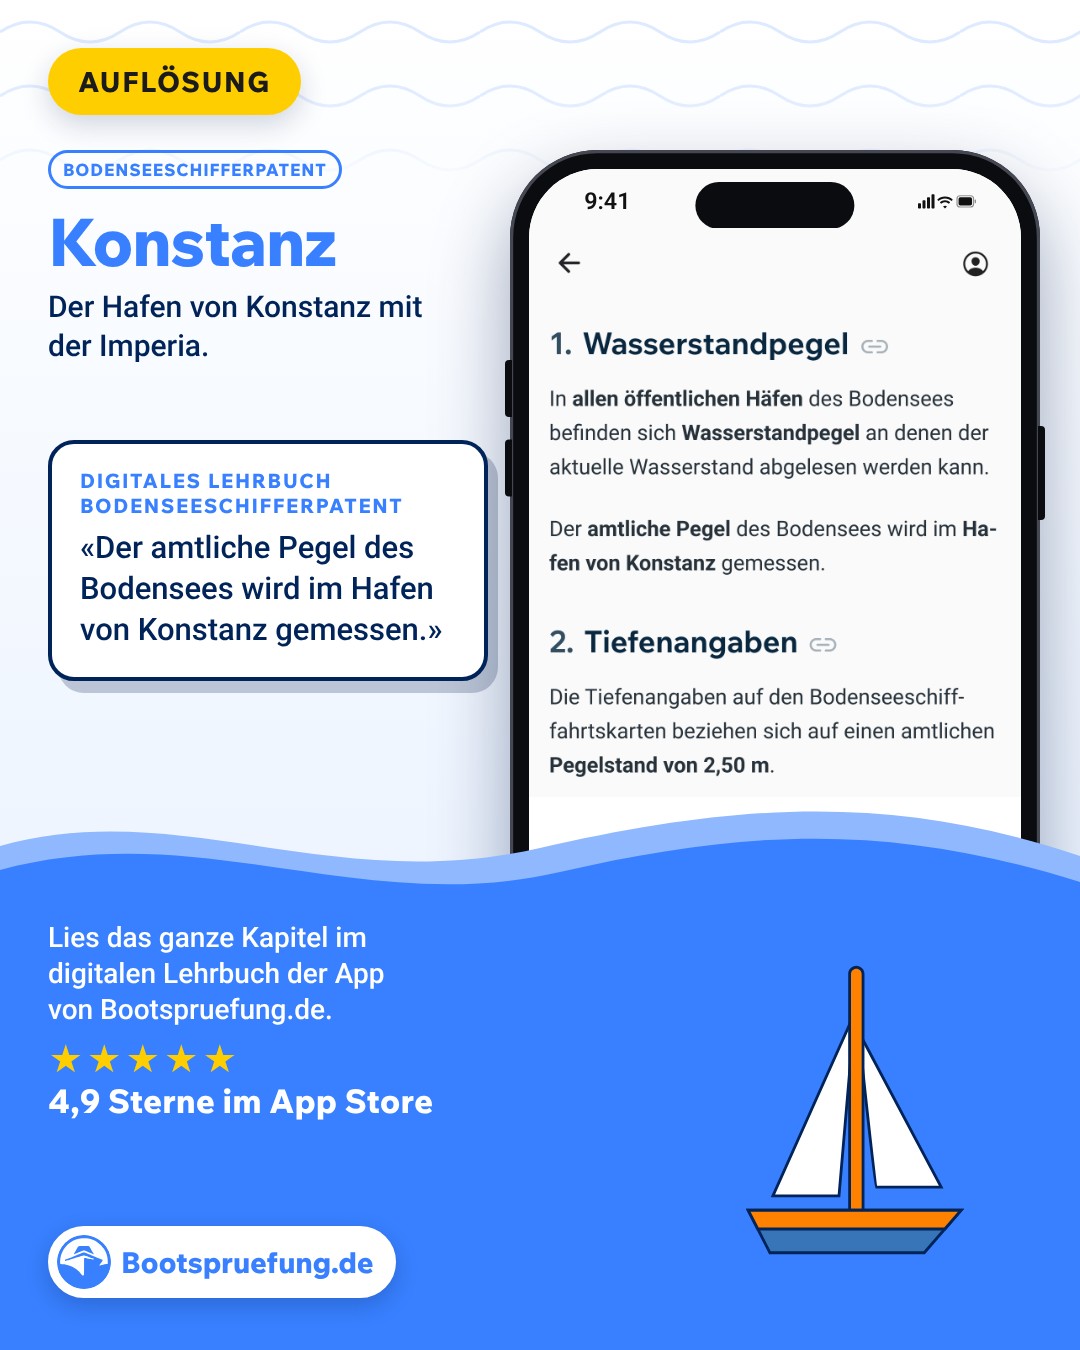 AUFLÖSUNG
BODENSEESCHIFFERPATENT
Konstanz
Der Hafen von Konstanz mit
der Imperia.
DIGITALES LEHRBUCH
BODENSEESCHIFFERPATENT
«Der amtliche Pegel des
Bodensees wird im Hafen
von Konstanz gemessen.»
9:41
1. Wasserstandpegel
In allen öffentlichen Häfen des Bodensees
befinden sich Wasserstandpegel an denen der
aktuelle Wasserstand abgelesen werden kann.
Der amtliche Pegel des Bodensees wird im Ha-
fen von Konstanz gemessen.
2. Tiefenangaben
Die Tiefenangaben auf den Bodenseeschiff-
fahrtskarten beziehen sich auf einen amtlichen
Pegelstand von 2,50 m.
Lies das ganze Kapitel im
digitalen Lehrbuch der App
von Bootspruefung.de.
★★★★★
4,9 Sterne im App Store
Bootspruefung.de